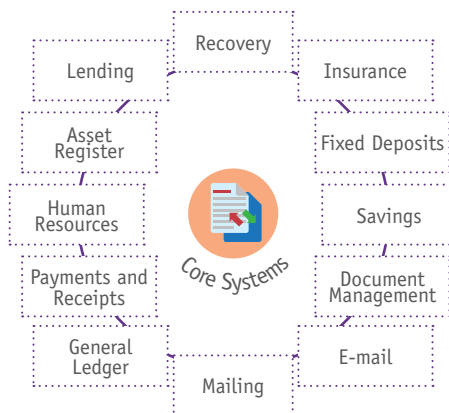 Recovery
Lending
Insurance
Asset
Register
Fixed Deposits
Human
Resources
Savings
Core Systems
Payments and
Receipts
Document
Management
General
Ledger
E-mail
Mailing